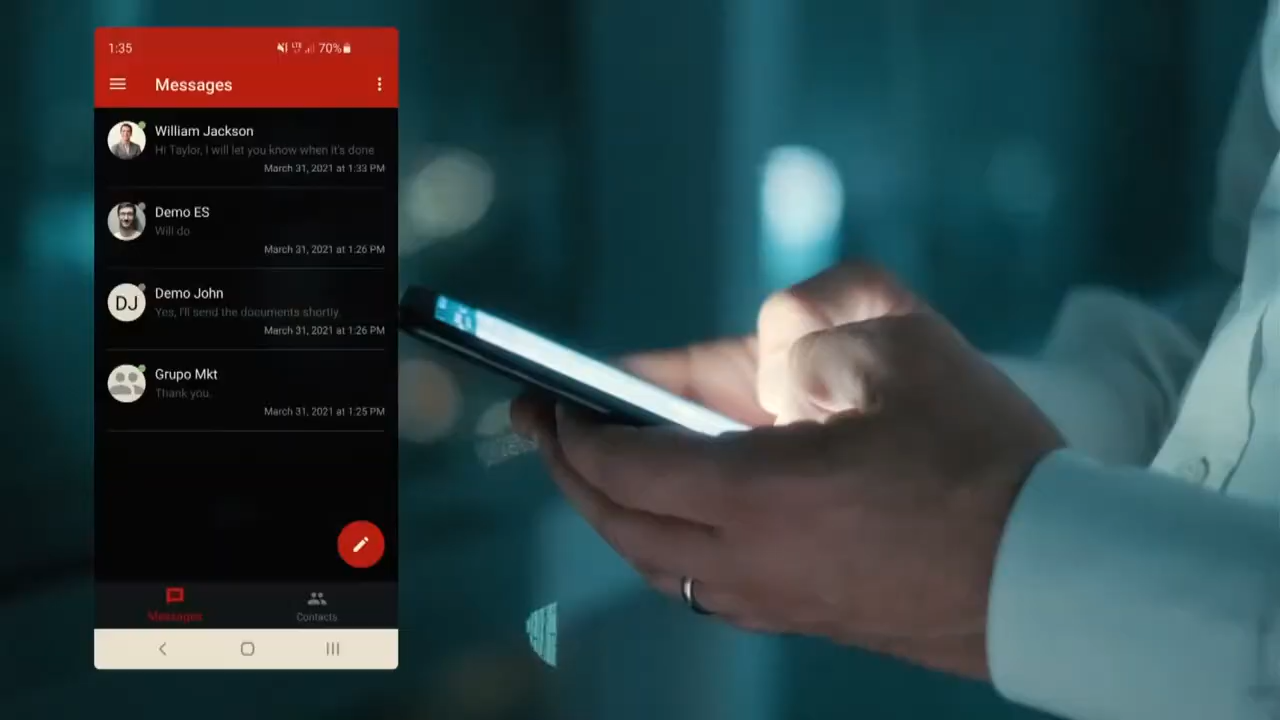 1:35
LTE
70%
Messages
William Jackson
Hi Taylor, I will let you know when it's done
March 31, 2021 at 1:33 PM
Demo ES
Will do
March 31, 2021 at 1:26 PM
DJ
Demo John
Yes, I'll send the documents shortly
March 31, 2021 at 1:26 PM
Grupo Mkt
Thank you.
March 31, 2021 at 1:25 PM
Messages
Contacts